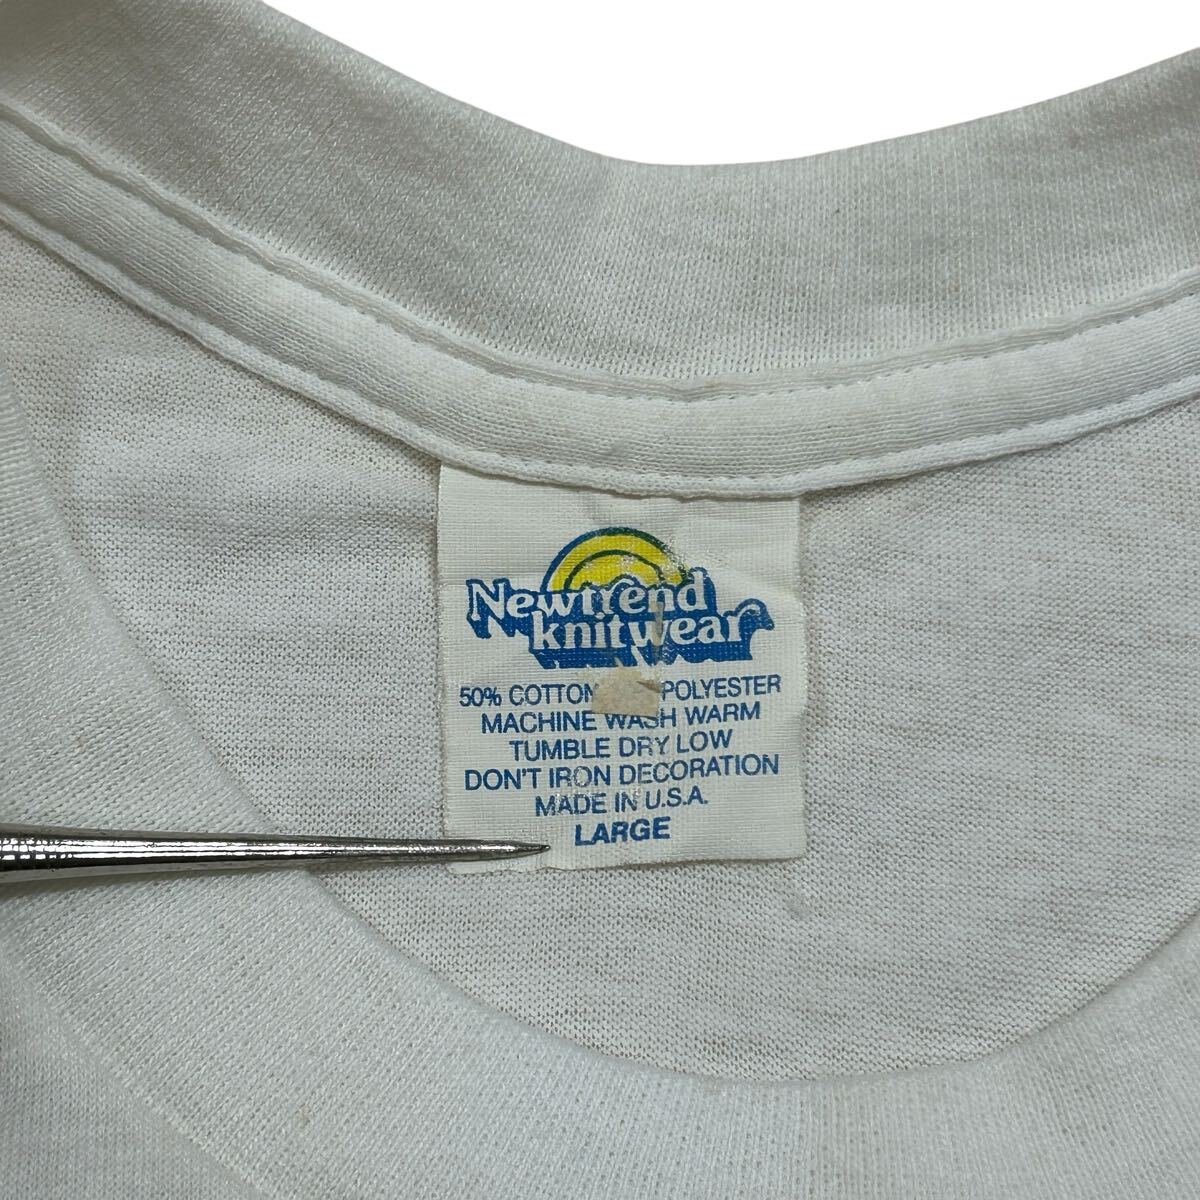 Newtrend
knitwear
50% COTTON POLYESTER
MACHINE WASH WARM
TUMBLE DRY LOW
DON'T IRON DECORATION
MADE IN U.S.A.
LARGE